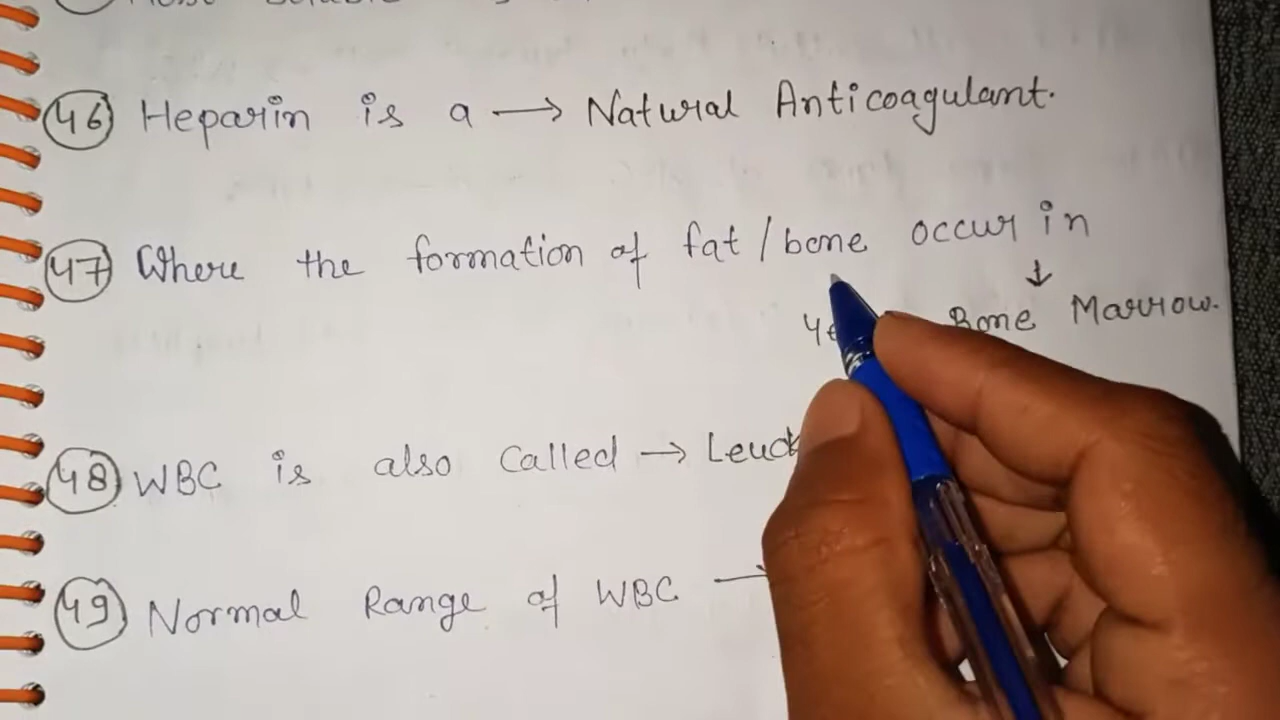 46 Heparin is a → Natural Anticoagulant.
47 Where the formation of fat / bone occur in
↓
Bone Marrow.
48 WBC is also Called →
49 Normal Range of WBC →